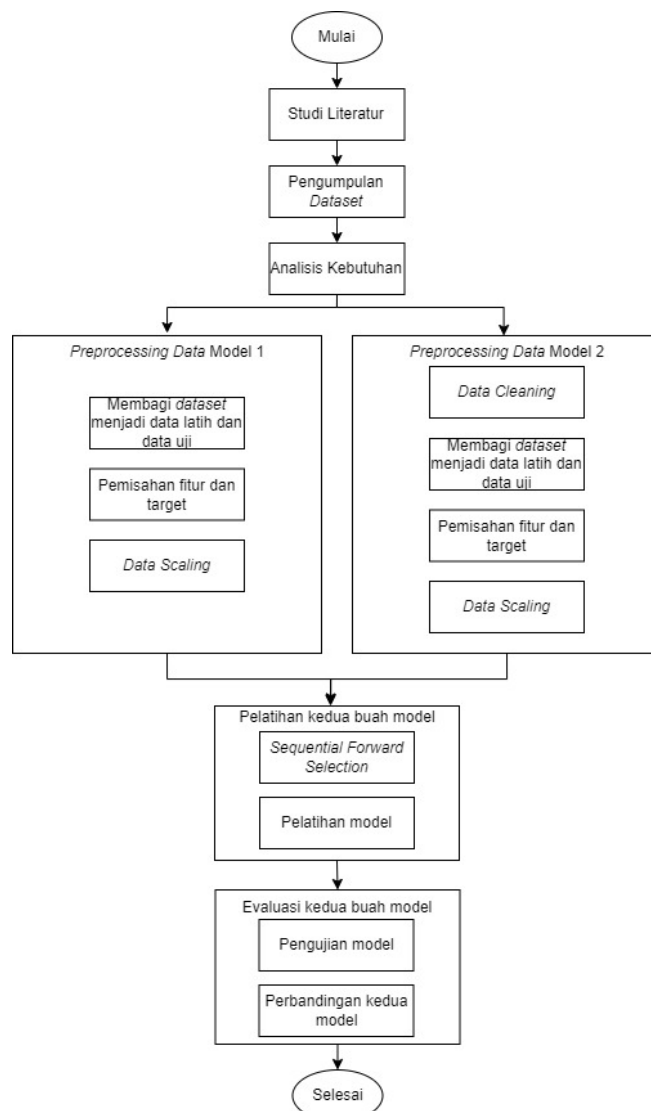 Mulai
Studi Literatur
Pengumpulan
Dataset
Analisis Kebutuhan
Preprocessing Data Model 1
Membagi dataset
menjadi data latih dan
data uji
Pemisahan fitur dan
target
Data Scaling
Preprocessing Data Model 2
Data Cleaning
Membagi dataset
menjadi data latih dan
data uji
Pemisahan fitur dan
target
Data Scaling
Pelatihan kedua buah model
Sequential Forward
Selection
Pelatihan model
Evaluasi kedua buah model
Pengujian model
Perbandingan kedua
model
Selesai